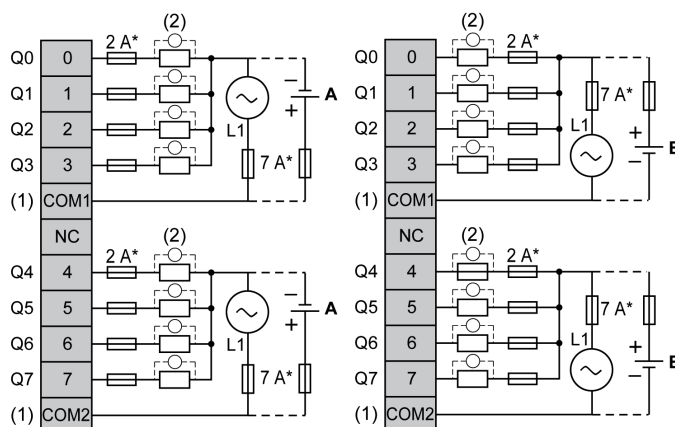 (2)
Q0 0 2 A*
Q1 1
Q2 2
Q3 3
(1) COM1
L1
7 A*
− + A
NC
(2)
Q4 4 2 A*
Q5 5
Q6 6
Q7 7
(1) COM2
L1
7 A*
− + A
(2)
Q0 0 2 A*
Q1 1
Q2 2
Q3 3
(1) COM1
7 A*
L1
+ − B
NC
(2)
Q4 4 2 A*
Q5 5
Q6 6
Q7 7
(1) COM2
7 A*
L1
+ − B